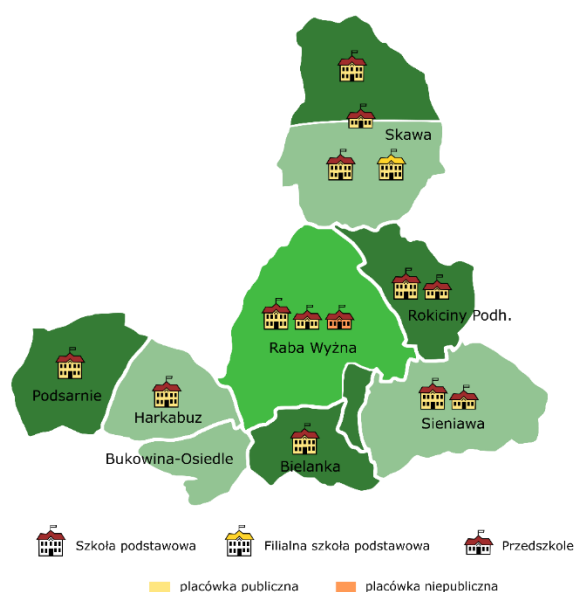 Skawa
Rokiciny Podh.
Raba Wyżna
Podsarnie
Harkabuz
Sieniawa
Bukowina-Osiedle
Bielanka
Szkoła podstawowa
Filialna szkoła podstawowa
Przedszkole
placówka publiczna
placówka niepubliczna